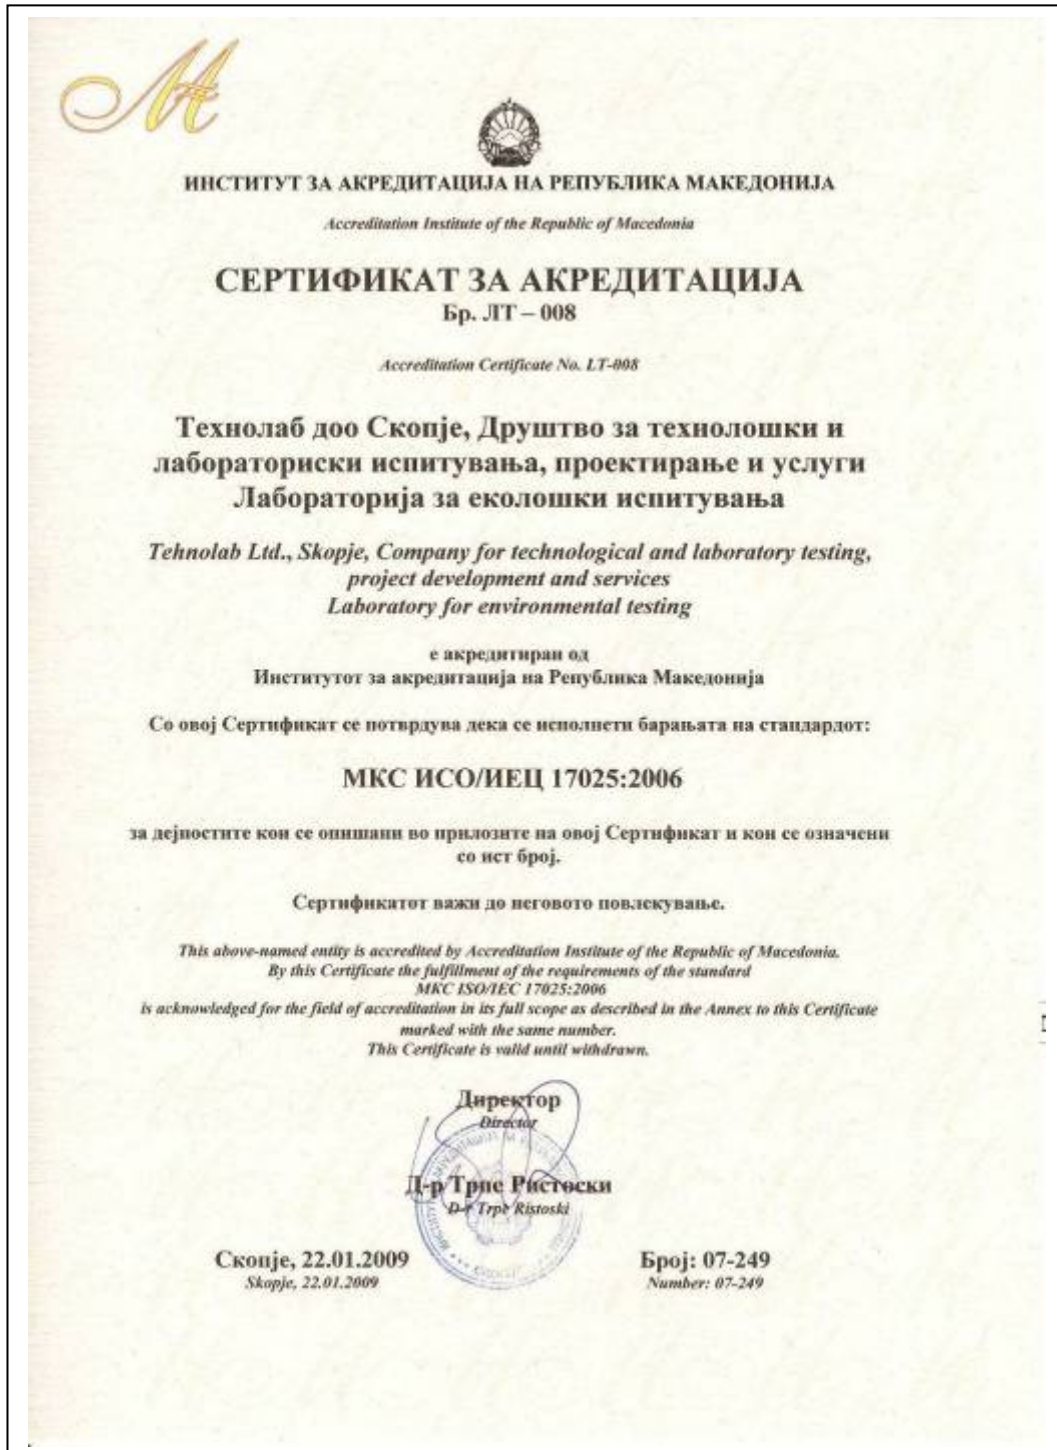 ИНСТИТУТ ЗА АКРЕДИТАЦИЈА НА РЕПУБЛИКА МАКЕДОНИЈА
Accreditation Institute of the Republic of Macedonia
СЕРТИФИКАТ ЗА АКРЕДИТАЦИЈА
Бр. ЛТ – 008
Accreditation Certificate No. LT-008
Технолаб доо Скопје, Друштво за технолошки и
лабораториски испитувања, проектирање и услуги
Лабораторија за еколошки испитувања
Tehnolab Ltd., Skopje, Company for technological and laboratory testing,
project development and services
Laboratory for environmental testing
е акредитиран од
Институтот за акредитација на Република Македонија
Со овој Сертификат се потврдува дека се исполнети барањата на стандардот:
МКС ИСО/ИЕЦ 17025:2006
за дејностите кои се опишани во прилозите на овој Сертификат и кои се означени
со ист број.
Сертификатот важи до неговото повлекување.
This above-named entity is accredited by Accreditation Institute of the Republic of Macedonia.
By this Certificate the fulfillment of the requirements of the standard
МКС ISO/IEC 17025:2006
is acknowledged for the field of accreditation in its full scope as described in the Annex to this Certificate
marked with the same number.
This Certificate is valid until withdrawn.
Директор
Director
Д-р Трпе Ристоски
D-r Trpe Ristoski
Скопје, 22.01.2009
Skopje, 22.01.2009
Број: 07-249
Number: 07-249